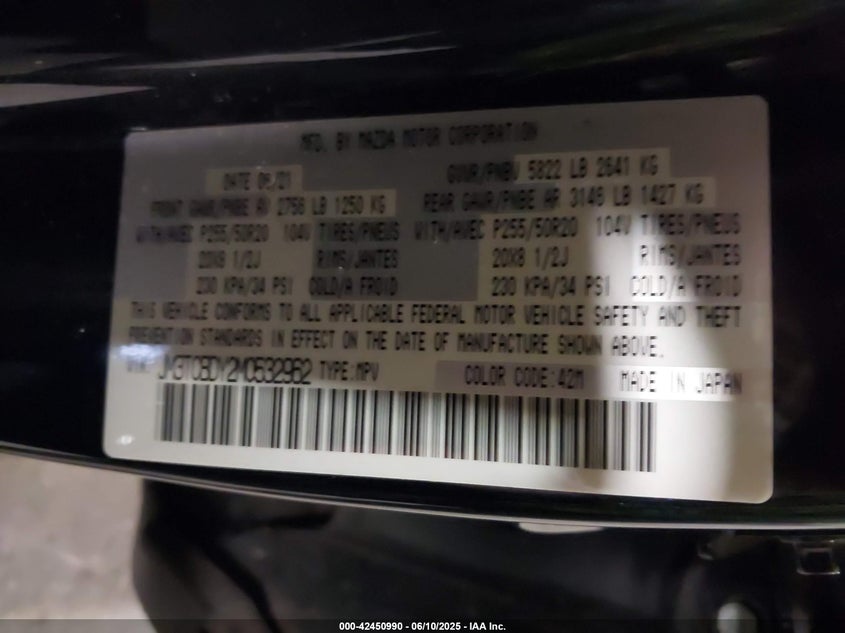 MFD. BY MAZDA MOTOR CORPORATION
DATE 06/21 GVWR/PNBV 5822 LB 2641 KG
FRONT GAWR/PNBE AV 2756 LB 1250 KG REAR GAWR/PNBE AR 3146 LB 1427 KG
WITH/AVEC P255/50R20 104V TIRES/PNEUS WITH/AVEC P255/50R20 104V TIRES/PNEUS
20X8 1/2J RIMS/JANTES 20X8 1/2J RIMS/JANTES
230 KPA/34 PSI COLD/A FROID 230 KPA/34 PSI COLD/A FROID
THIS VEHICLE CONFORMS TO ALL APPLICABLE FEDERAL MOTOR VEHICLE SAFETY AND THEFT
PREVENTION STANDARDS IN EFFECT ON THE DATE OF MANUFACTURE SHOWN ABOVE.
VIN: JM3TCBDY2M0532962 TYPE:MPV COLOR CODE:42M MADE IN JAPAN
000-42450990 - 06/10/2025 - IAA Inc.